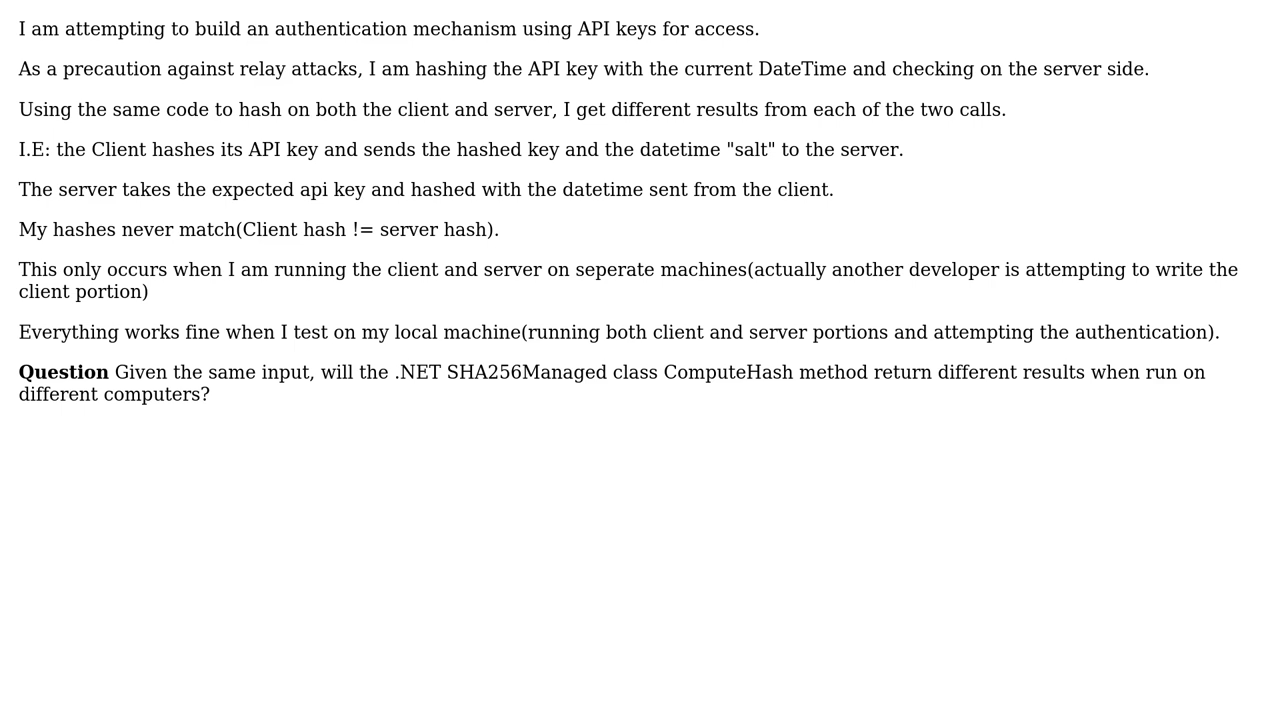 I am attempting to build an authentication mechanism using API keys for access.
As a precaution against relay attacks, I am hashing the API key with the current DateTime and checking on the server side.
Using the same code to hash on both the client and server, I get different results from each of the two calls.
I.E: the Client hashes its API key and sends the hashed key and the datetime "salt" to the server.
The server takes the expected api key and hashed with the datetime sent from the client.
My hashes never match(Client hash != server hash).
This only occurs when I am running the client and server on seperate machines(actually another developer is attempting to write the
client portion)
Everything works fine when I test on my local machine(running both client and server portions and attempting the authentication).
Question Given the same input, will the .NET SHA256Managed class ComputeHash method return different results when run on
different computers?